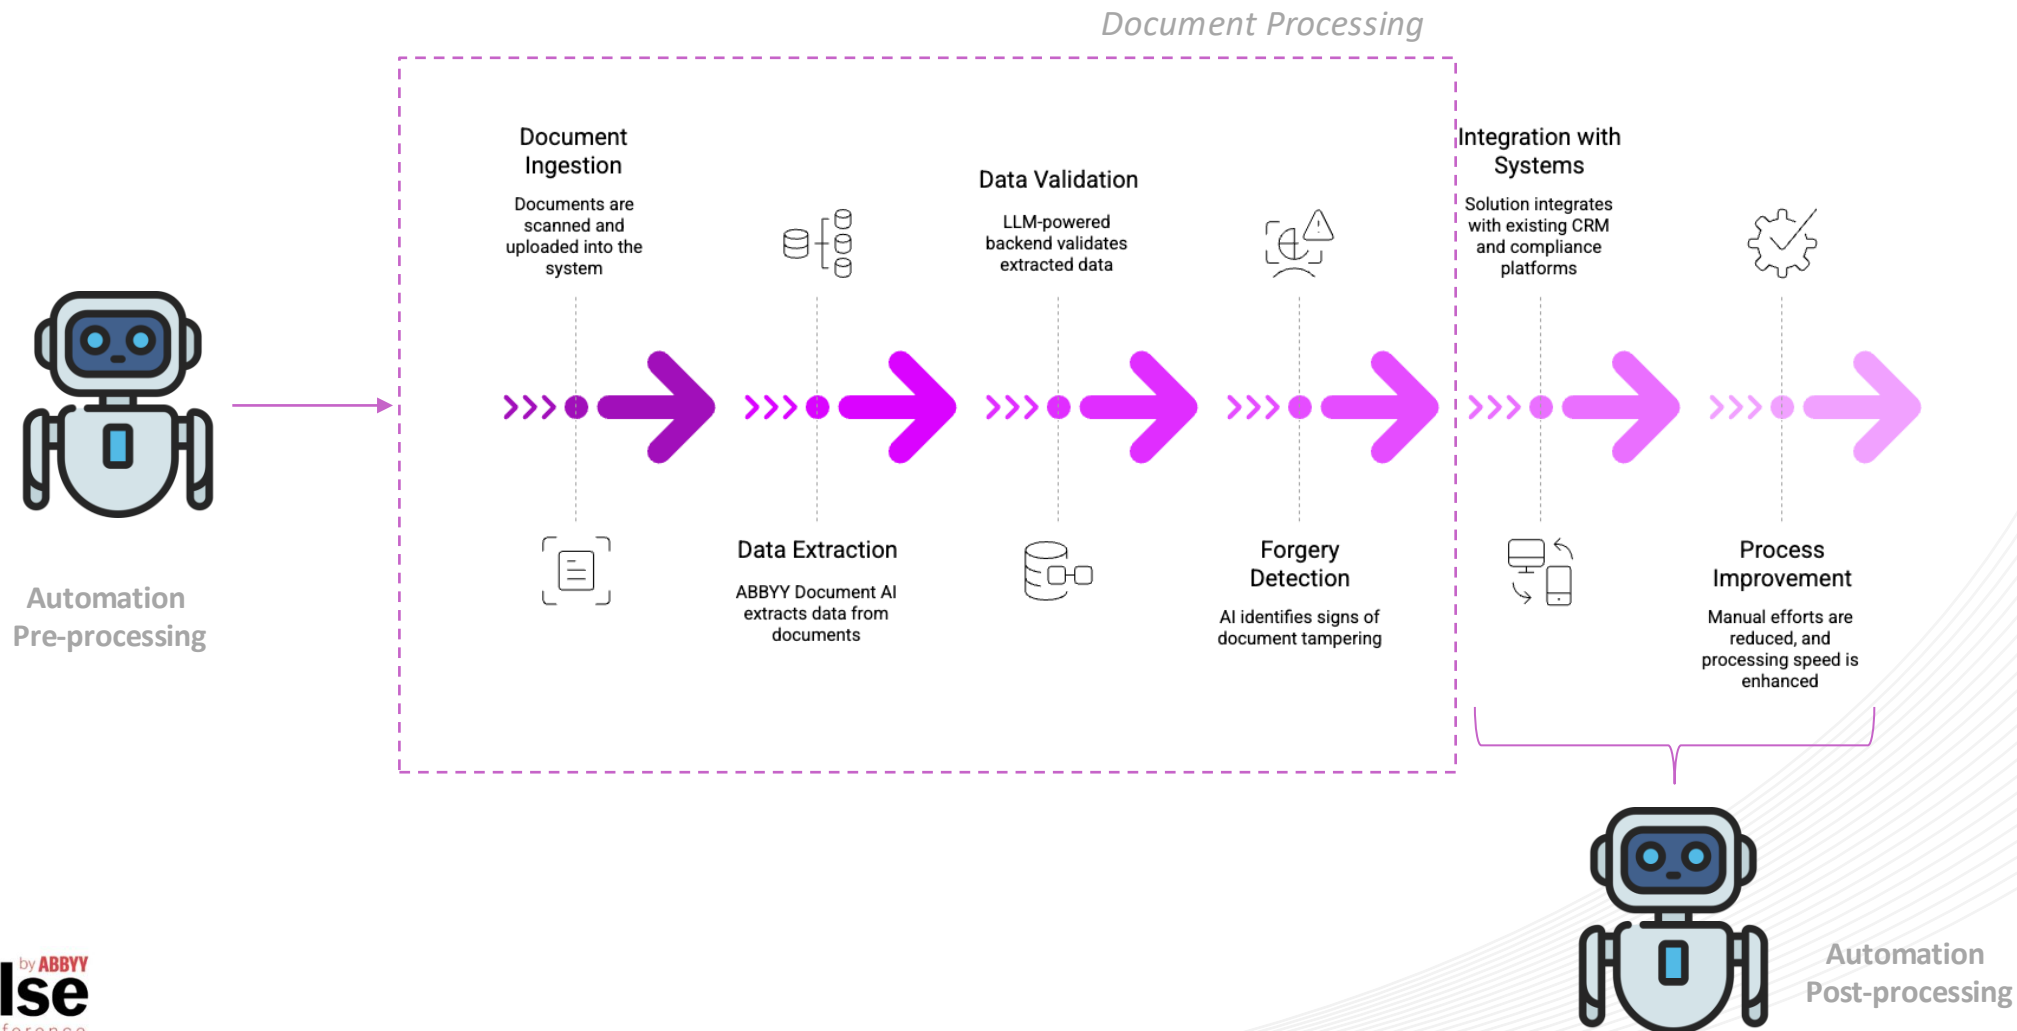 Document Processing
Document
Ingestion
Documents are
scanned and
uploaded into the
system
Data Validation
LLM-powered
backend validates
extracted data
Integration with
Systems
Solution integrates
with existing CRM
and compliance
platforms
Automation
Pre-processing
Data Extraction
ABBYY Document AI
extracts data from
documents
Forgery
Detection
AI identifies signs of
document tampering
Process
Improvement
Manual efforts are
reduced, and
processing speed is
enhanced
Automation
Post-processing
by ABBYY
lse